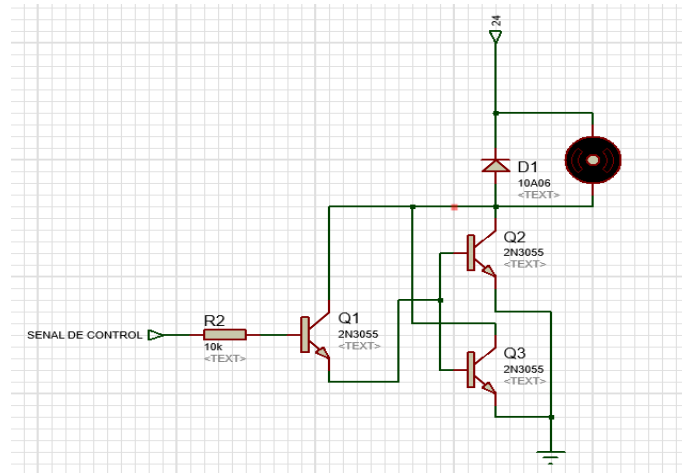 24
D1
10A06
<TEXT>
Q2
2N3055
<TEXT>
R2
10k
<TEXT>
SENAL DE CONTROL
Q1
2N3055
<TEXT>
Q3
2N3055
<TEXT>